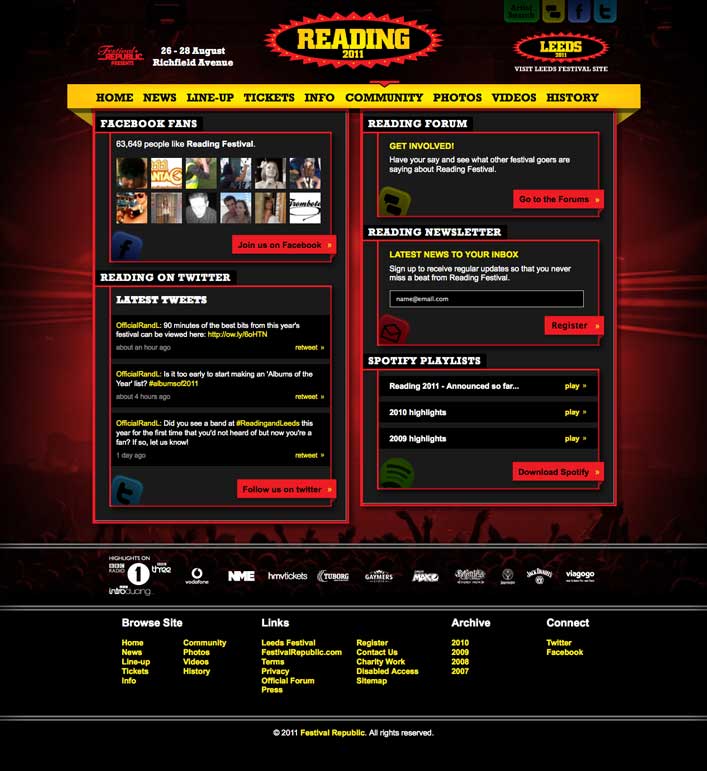 Artist
Search
Festival
REPUBLIC
PRESENTS
26 - 28 August
Richfield Avenue
READING
2011
LEEDS
2011
VISIT LEEDS FESTIVAL SITE
HOME NEWS LINE-UP TICKETS INFO COMMUNITY PHOTOS VIDEOS HISTORY
FACEBOOK FANS
63,649 people like Reading Festival.
Join us on Facebook »
READING ON TWITTER
LATEST TWEETS
OfficialRandL: 90 minutes of the best bits from this year's
festival can be viewed here: http://ow.ly/6oHTN
about an hour ago retweet »
OfficialRandL: Is it too early to start making an 'Albums of the
Year' list? #albumsof2011
about 4 hours ago retweet »
OfficialRandL: Did you see a band at #ReadingandLeeds this
year for the first time that you'd not heard of but now you're a
fan? If so, let us know!
1 day ago retweet »
Follow us on twitter »
READING FORUM
GET INVOLVED!
Have your say and see what other festival goers are
saying about Reading Festival.
Go to the Forums »
READING NEWSLETTER
LATEST NEWS TO YOUR INBOX
Sign up to receive regular updates so that you never
miss a beat from Reading Festival.
name@email.com
Register »
SPOTIFY PLAYLISTS
Reading 2011 - Announced so far... play »
2010 highlights play »
2009 highlights play »
Download Spotify »
HIGHLIGHTS ON
BBC RADIO 1
BBC three
introducing
vodafone
NME
hmvtickets
TUBORG
GAYMERS
JACK DANIEL'S
viagogo
Browse Site Links Archive Connect
Home Community Leeds Festival Register 2010 Twitter
News Photos FestivalRepublic.com Contact Us 2009 Facebook
Line-up Videos Terms Charity Work 2008
Tickets History Privacy Disabled Access 2007
Info Official Forum Sitemap
Press
© 2011 Festival Republic. All rights reserved.